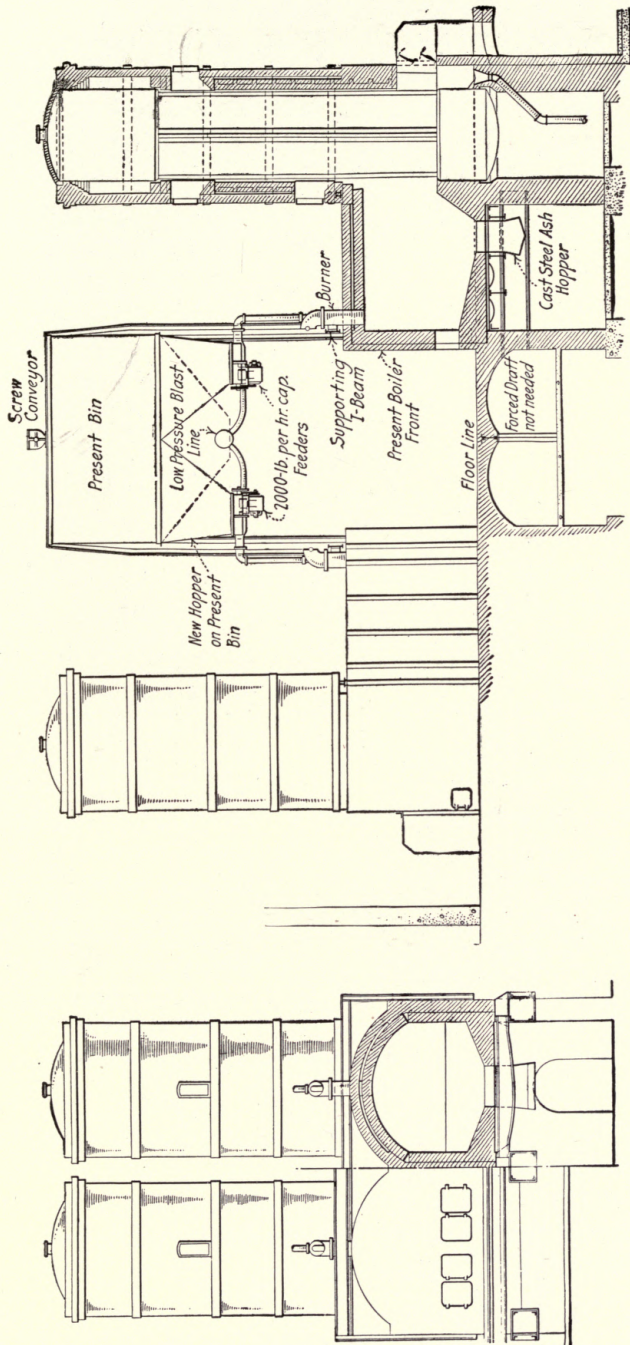 Screw
Conveyor
Present Bin
Low Pressure Blast
Line
2000-lb. per hr. cap.
Feeders
New Hopper
on Present
Bin
Burner
Supporting
I-Beam
Present Boiler
Front
Floor Line
Forced Draft
not needed
Cast Steel Ash
Hopper